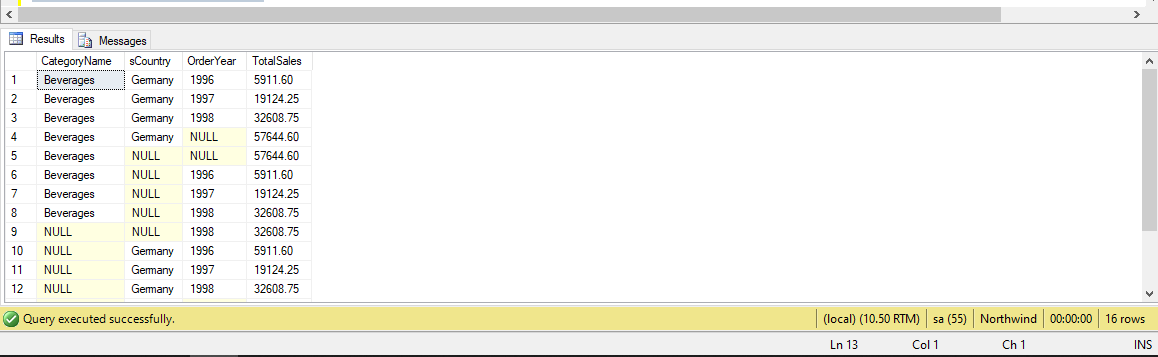 Results Messages
CategoryName sCountry OrderYear TotalSales
1 Beverages Germany 1996 5911.60
2 Beverages Germany 1997 19124.25
3 Beverages Germany 1998 32608.75
4 Beverages Germany NULL 57644.60
5 Beverages NULL NULL 57644.60
6 Beverages NULL 1996 5911.60
7 Beverages NULL 1997 19124.25
8 Beverages NULL 1998 32608.75
9 NULL NULL 1998 32608.75
10 NULL Germany 1996 5911.60
11 NULL Germany 1997 19124.25
12 NULL Germany 1998 32608.75
Query executed successfully. (local) (10.50 RTM) sa (55) Northwind 00:00:00 16 rows
Ln 13 Col 1 Ch 1 INS